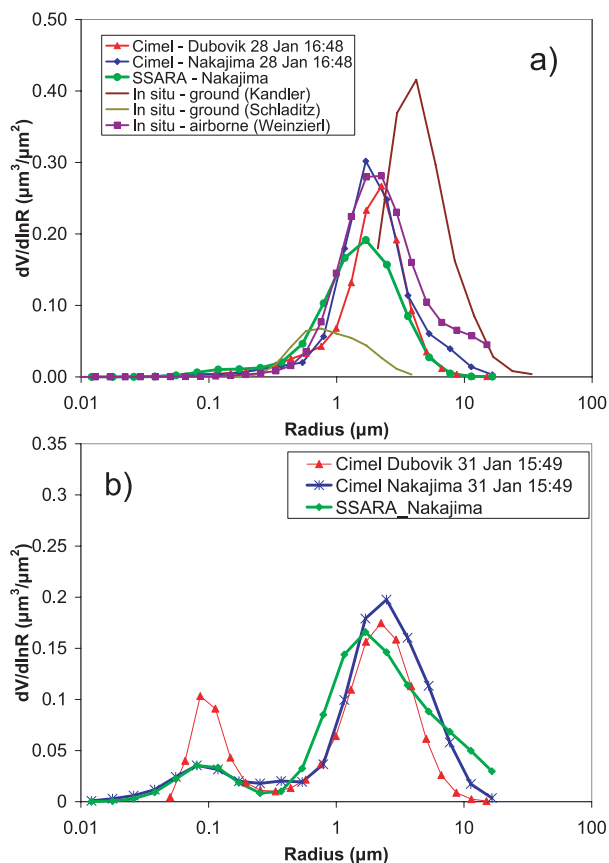 a)
Cimel - Dubovik 28 Jan 16:48
Cimel - Nakajima 28 Jan 16:48
SSARA - Nakajima
In situ - ground (Kandler)
In situ - ground (Schladitz)
In situ - airborne (Weinzierl)
0.50
0.40
0.30
0.20
0.10
0.00
dV/dlnR (µm³/µm²)
0.01
0.1
1
10
100
Radius (µm)
b)
Cimel Dubovik 31 Jan 15:49
Cimel Nakajima 31 Jan 15:49
SSARA_Nakajima
0.35
0.3
0.25
0.2
0.15
0.1
0.05
0
dV/dlnR (µm³/µm²)
0.01
0.1
1
10
100
Radius (µm)